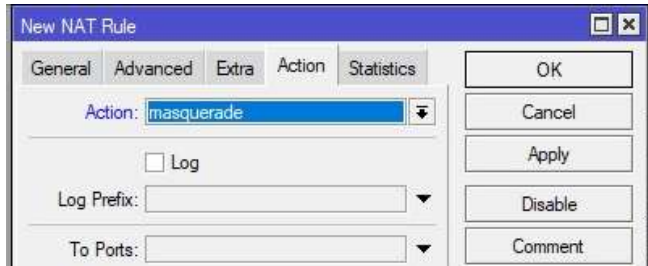 New NAT Rule
General Advanced Extra Action Statistics
OK
Action: masquerade
Cancel
Log
Apply
Log Prefix:
Disable
To Ports:
Comment